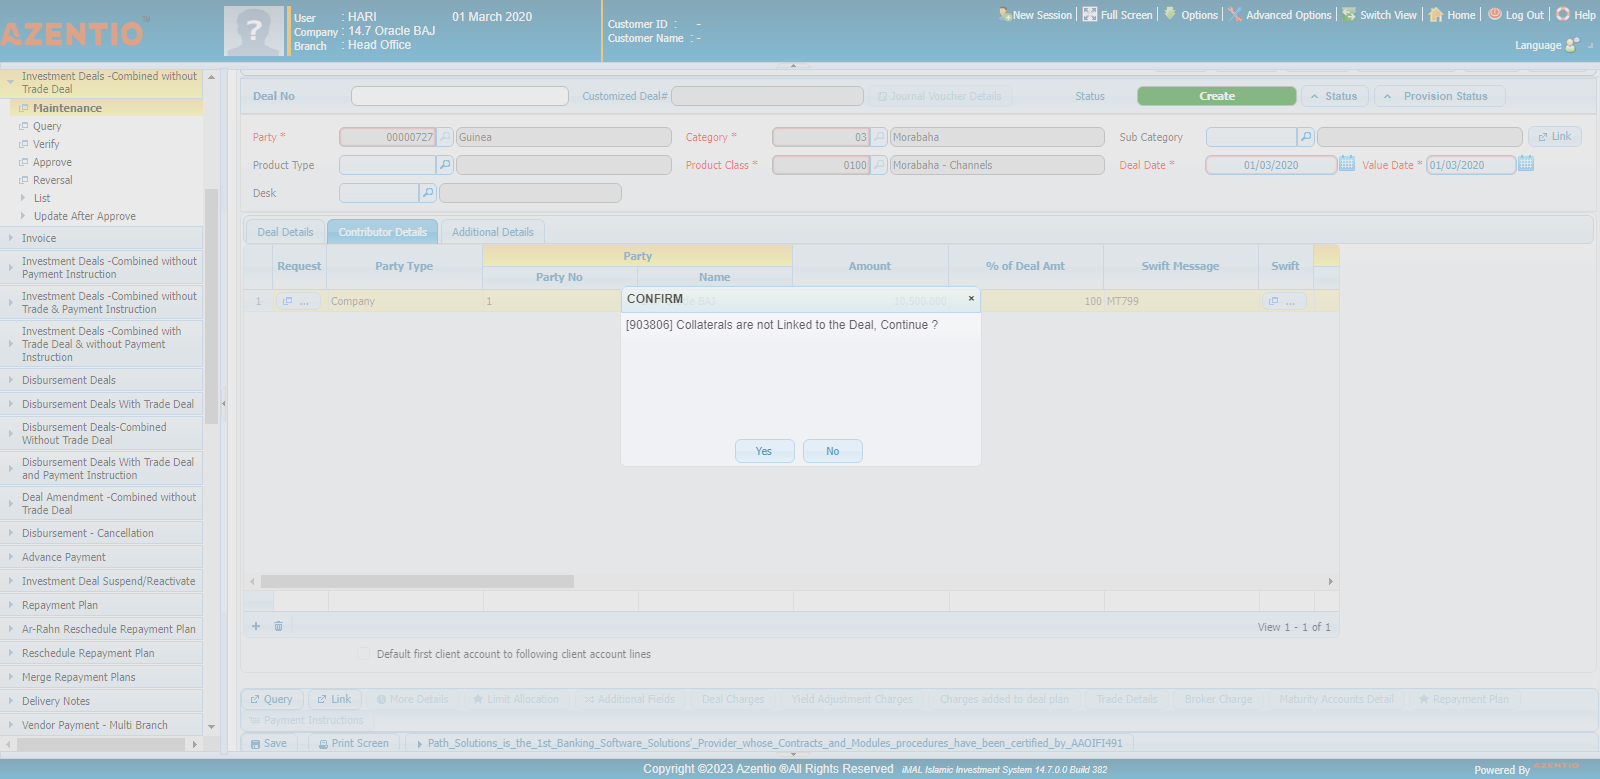 AZENTIO
User : HARI 01 March 2020
Company : 14.7 Oracle BAJ
Branch : Head Office
Customer ID : -
Customer Name : -
New Session Full Screen Options Advanced Options Switch View Home Log Out Help
Language
Investment Deals -Combined without
Trade Deal
Maintenance
Query
Verify
Approve
Reversal
List
Update After Approve
Invoice
Investment Deals -Combined without
Payment Instruction
Investment Deals -Combined without
Trade & Payment Instruction
Investment Deals -Combined with
Trade Deal & without Payment
Instruction
Disbursement Deals
Disbursement Deals With Trade Deal
Disbursement Deals-Combined
Without Trade Deal
Disbursement Deals With Trade Deal
and Payment Instruction
Deal Amendment -Combined without
Trade Deal
Disbursement - Cancellation
Advance Payment
Investment Deal Suspend/Reactivate
Repayment Plan
Ar-Rahn Reschedule Repayment Plan
Reschedule Repayment Plan
Merge Repayment Plans
Delivery Notes
Vendor Payment - Multi Branch
Deal No Customized Deal# Journal Voucher Details Status Create Status Provision Status
Party * 00000727 Guinea Category * 03 Morabaha Sub Category Link
Product Type Product Class * 0100 Morabaha - Channels Deal Date * 01/03/2020 Value Date * 01/03/2020
Desk
Deal Details Contributor Details Additional Details
Request Party Type Party Amount % of Deal Amt Swift Message Swift
Party No Name
1 ... Company 1 BAJ 10,500,000 100 MT799 ...
CONFIRM
[903806] Collaterals are not Linked to the Deal, Continue ?
Yes No
View 1 - 1 of 1
Default first client account to following client account lines
Query Link More Details Limit Allocation Additional Fields Deal Charges Yield Adjustment Charges Charges added to deal plan Trade Details Broker Charge Maturity Accounts Detail Repayment Plan
Payment Instructions
Save Print Screen Path_Solutions_is_the_1st_Banking_Software_Solutions'_Provider_whose_Contracts_and_Modules_procedures_have_been_certified_by_AAOIFI491
Copyright ©2023 Azentio ®All Rights Reserved iMAL Islamic Investment System 14.7.0.0 Build 382
Powered By AZENTIO